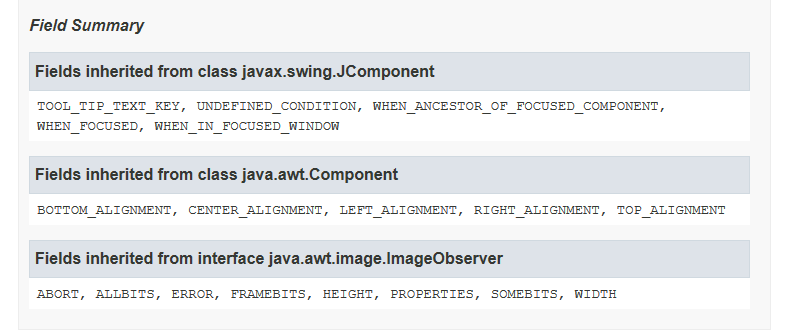 Field Summary
Fields inherited from class javax.swing.JComponent
TOOL_TIP_TEXT_KEY, UNDEFINED_CONDITION, WHEN_ANCESTOR_OF_FOCUSED_COMPONENT,
WHEN_FOCUSED, WHEN_IN_FOCUSED_WINDOW
Fields inherited from class java.awt.Component
BOTTOM_ALIGNMENT, CENTER_ALIGNMENT, LEFT_ALIGNMENT, RIGHT_ALIGNMENT, TOP_ALIGNMENT
Fields inherited from interface java.awt.image.ImageObserver
ABORT, ALLBITS, ERROR, FRAMEBITS, HEIGHT, PROPERTIES, SOMEBITS, WIDTH